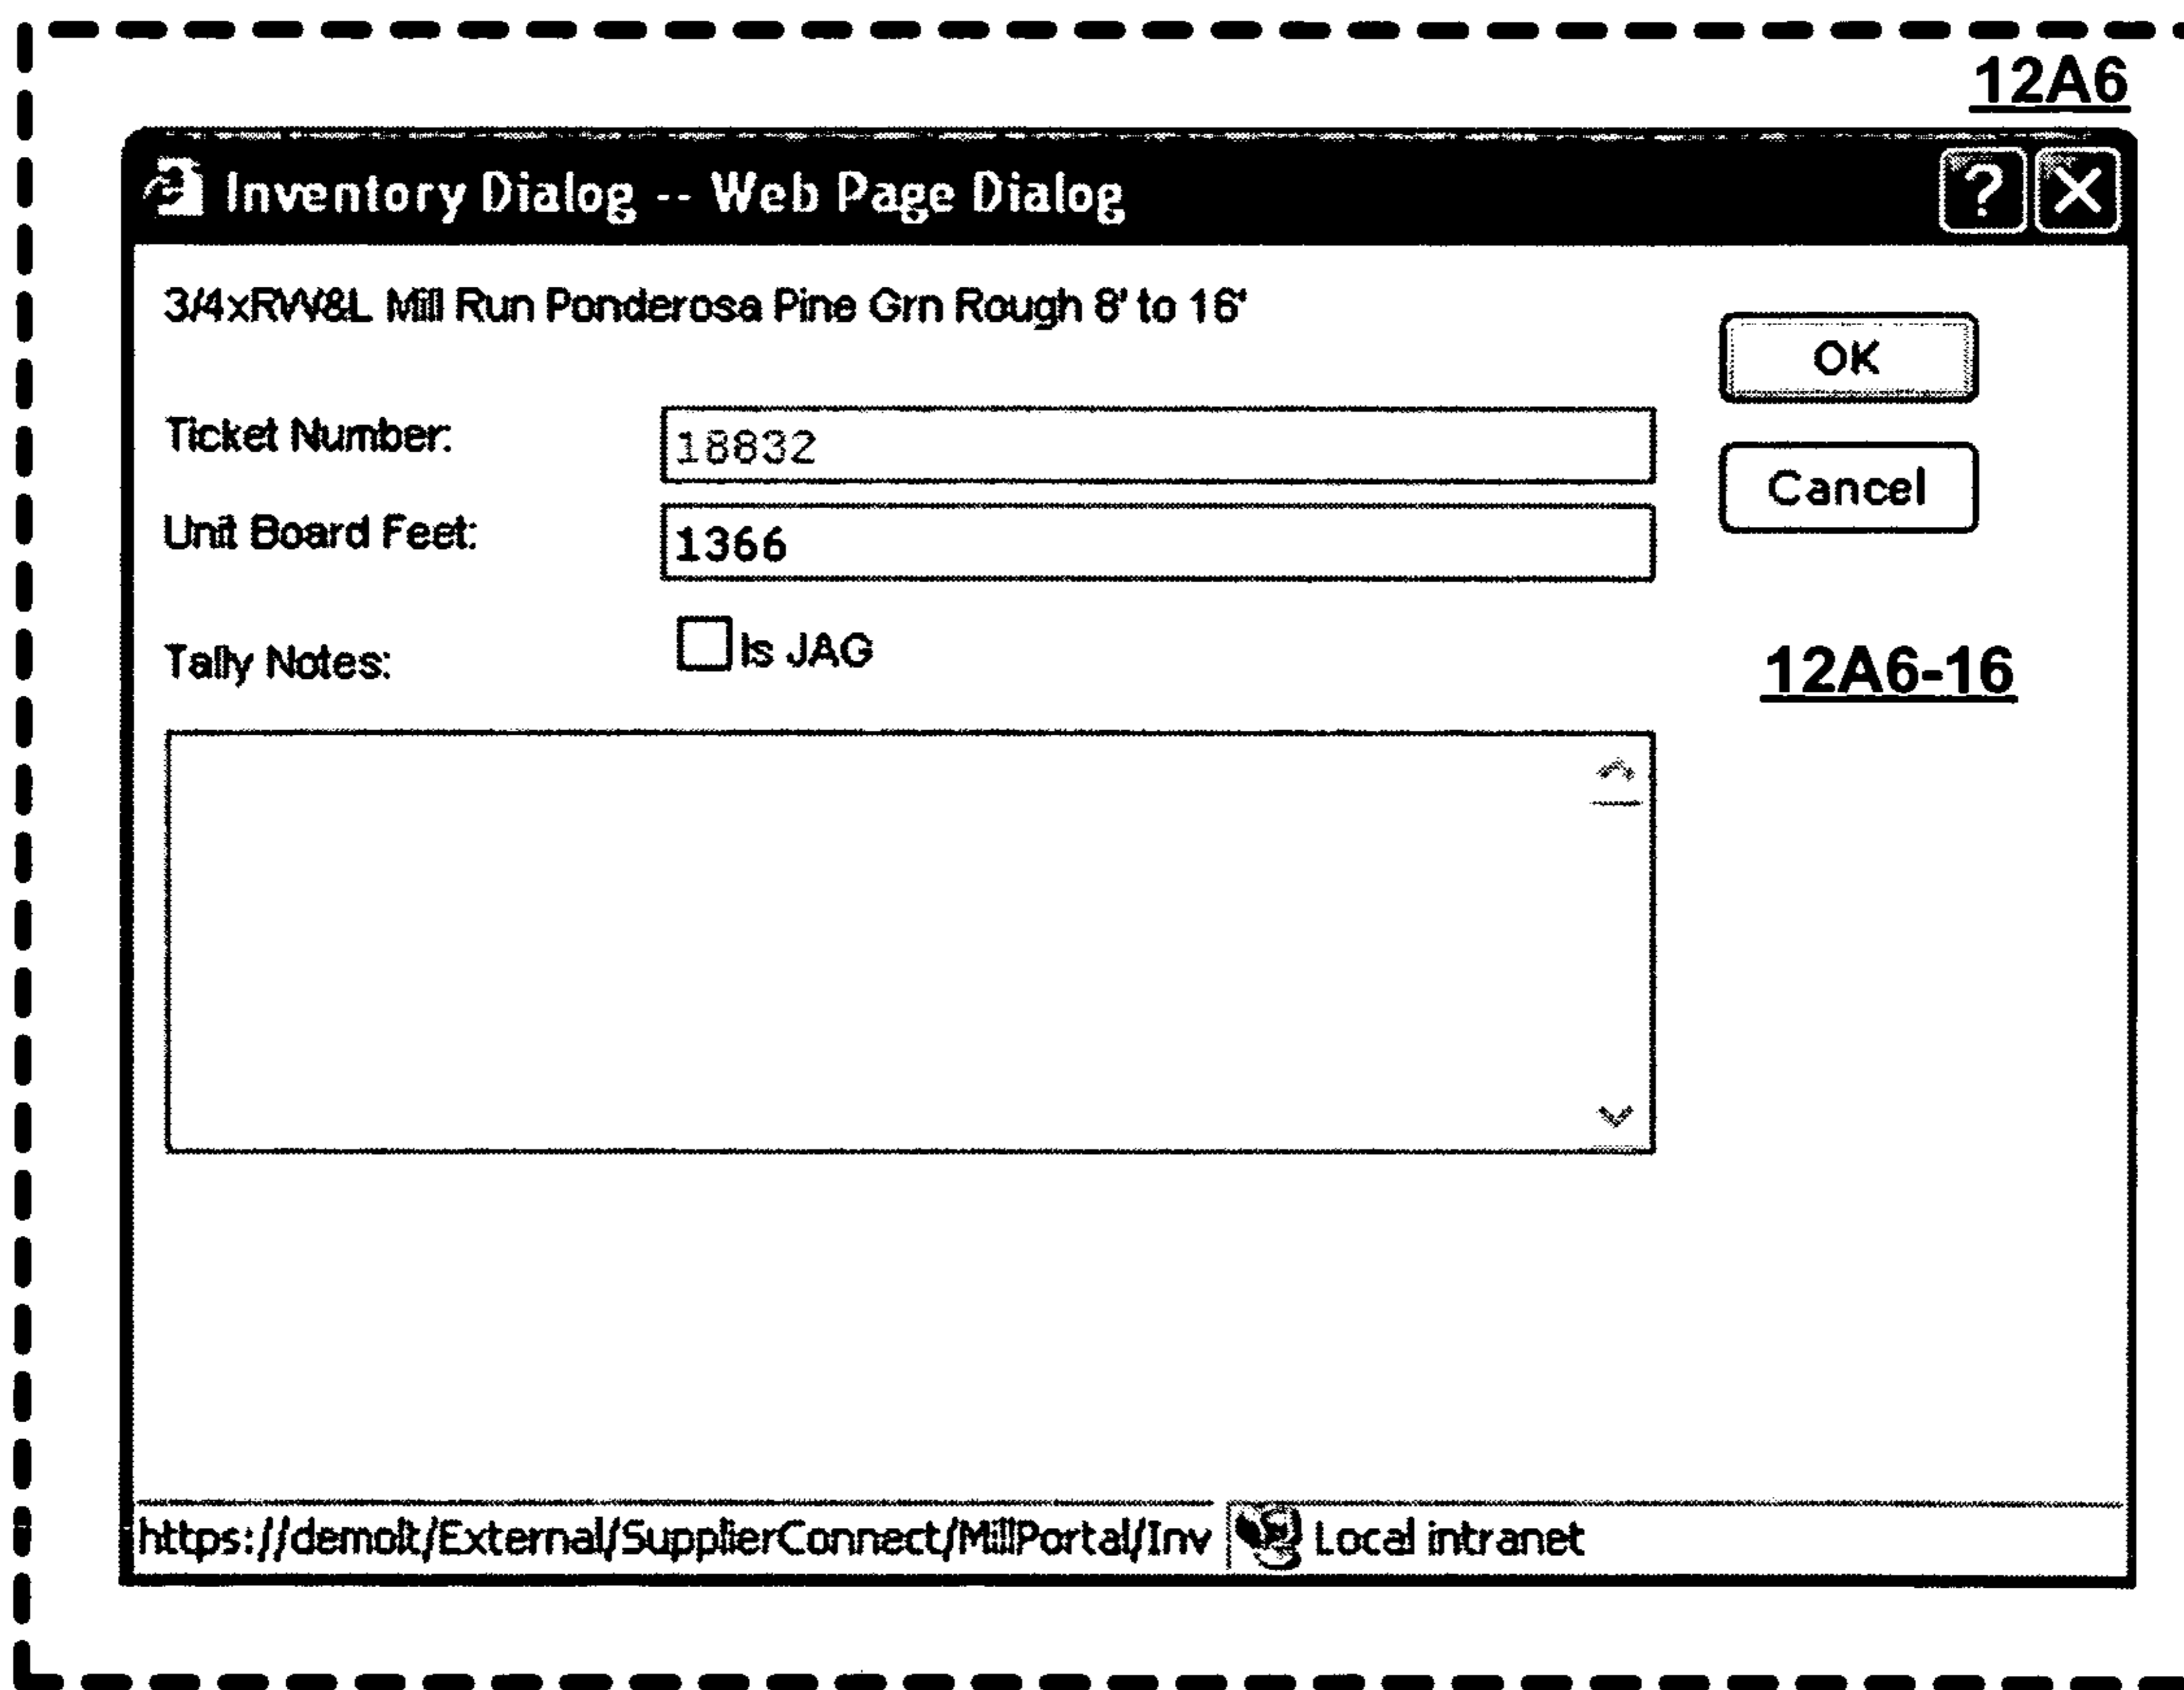 12A6
Inventory Dialog -- Web Page Dialog
3/4xRW&L Mill Run Ponderosa Pine Grn Rough 8' to 16'
OK
Ticket Number: 18832
Cancel
Unit Board Feet: 1366
Tally Notes: Is JAG
12A6-16
https://demolt/External/SupplierConnect/MillPortal/Inv Local intranet